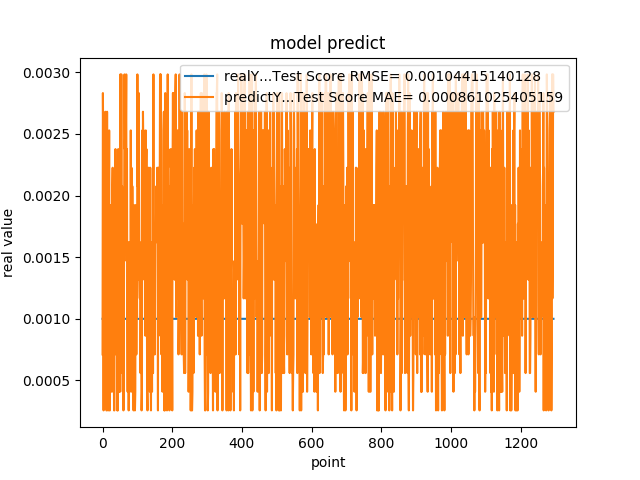 model predict
realY...Test Score RMSE= 0.00104415140128
predictY...Test Score MAE= 0.000861025405159
0.0030
0.0025
0.0020
0.0015
0.0010
0.0005
real value
0 200 400 600 800 1000 1200
point